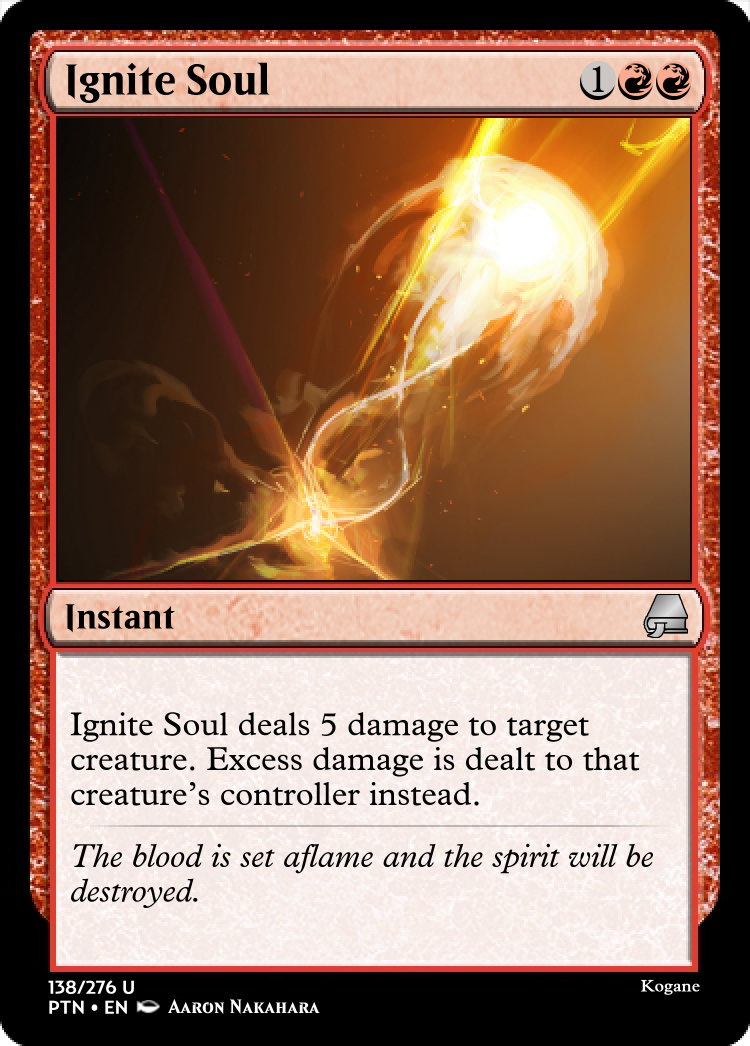 Ignite Soul 1
Instant
Ignite Soul deals 5 damage to target
creature. Excess damage is dealt to that
creature’s controller instead.
The blood is set aflame and the spirit will be
destroyed.
138/276 U
Kogane
PTN • EN Aaron Nakahara